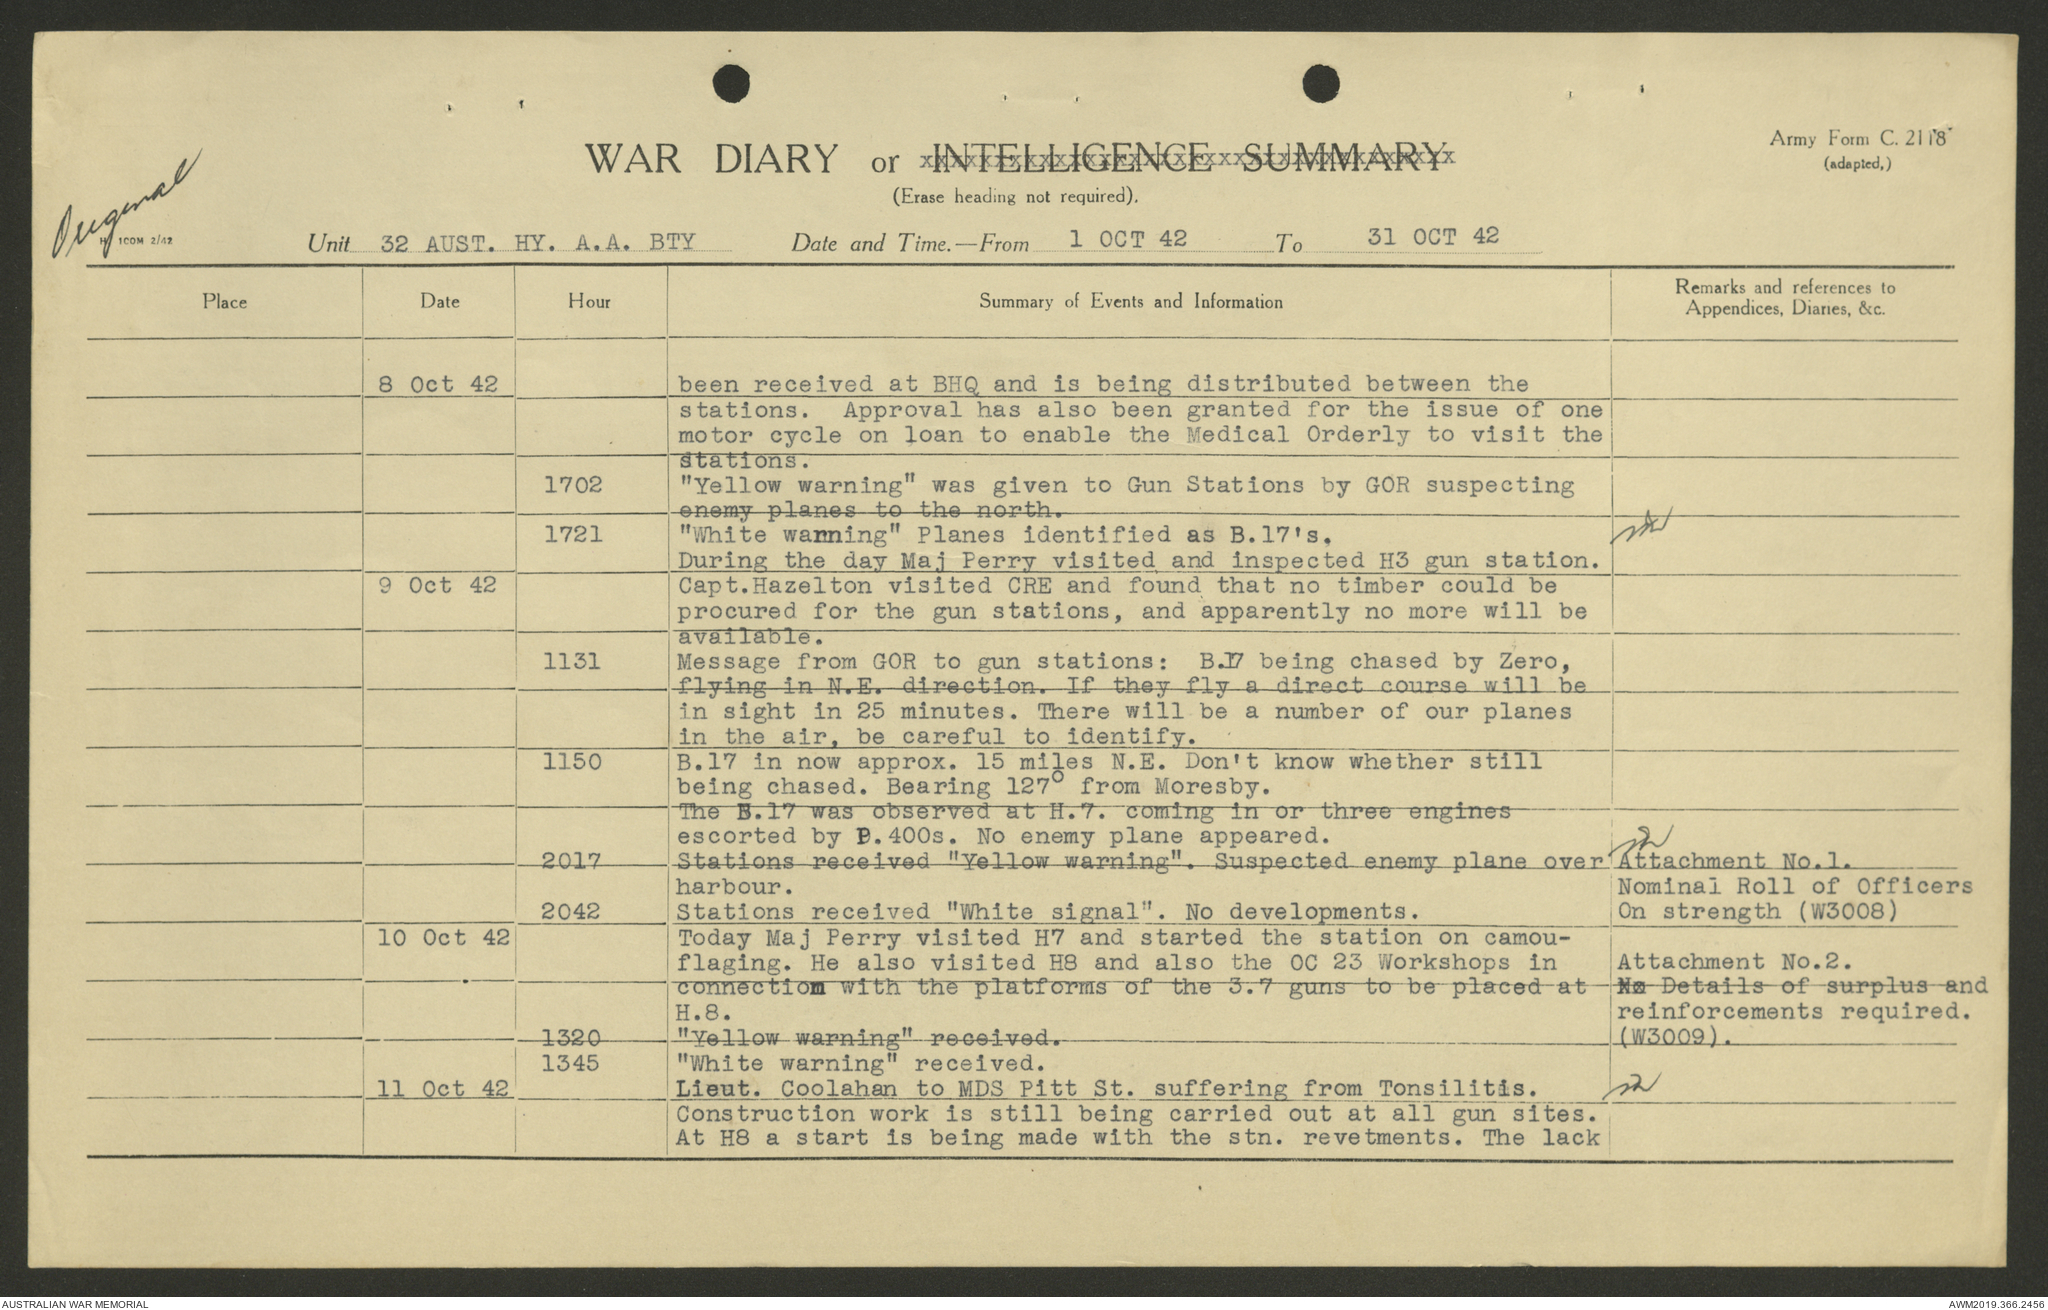 Original
WAR DIARY or INTELLIGENCE SUMMARY
(Erase heading not required).
Army Form C. 2118
(adapted,)
1COM 2/42
Unit 32 AUST. HY. A.A. BTY Date and Time.—From 1 OCT 42 To 31 OCT 42
Place Date Hour Summary of Events and Information Remarks and references to
Appendices, Diaries, &c.
8 Oct 42 been received at BHQ and is being distributed between the
stations. Approval has also been granted for the issue of one
motor cycle on loan to enable the Medical Orderly to visit the
stations.
1702 "Yellow warning" was given to Gun Stations by GOR suspecting
enemy planes to the north.
1721 "White warning" Planes identified as B.17's.
During the day Maj Perry visited and inspected H3 gun station.
9 Oct 42 Capt.Hazelton visited CRE and found that no timber could be
procured for the gun stations, and apparently no more will be
available.
1131 Message from GOR to gun stations: B.17 being chased by Zero,
flying in N.E. direction. If they fly a direct course will be
in sight in 25 minutes. There will be a number of our planes
in the air, be careful to identify.
1150 B.17 in now approx. 15 miles N.E. Don't know whether still
being chased. Bearing 127° from Moresby.
The B.17 was observed at H.7. coming in or three engines
escorted by P.400s. No enemy plane appeared.
2017 Stations received "Yellow warning". Suspected enemy plane over Attachment No.1.
harbour. Nominal Roll of Officers
2042 Stations received "White signal". No developments. On strength (W3008)
10 Oct 42 Today Maj Perry visited H7 and started the station on camou-
flaging. He also visited H8 and also the OC 23 Workshops in Attachment No.2.
connection with the platforms of the 3.7 guns to be placed at No Details of surplus and
H.8. reinforcements required.
1320 "Yellow warning" received. (W3009).
1345 "White warning" received.
11 Oct 42 Lieut. Coolahan to MDS Pitt St. suffering from Tonsilitis.
Construction work is still being carried out at all gun sites.
At H8 a start is being made with the stn. revetments. The lack
AUSTRALIAN WAR MEMORIAL AWM2019.366.2456